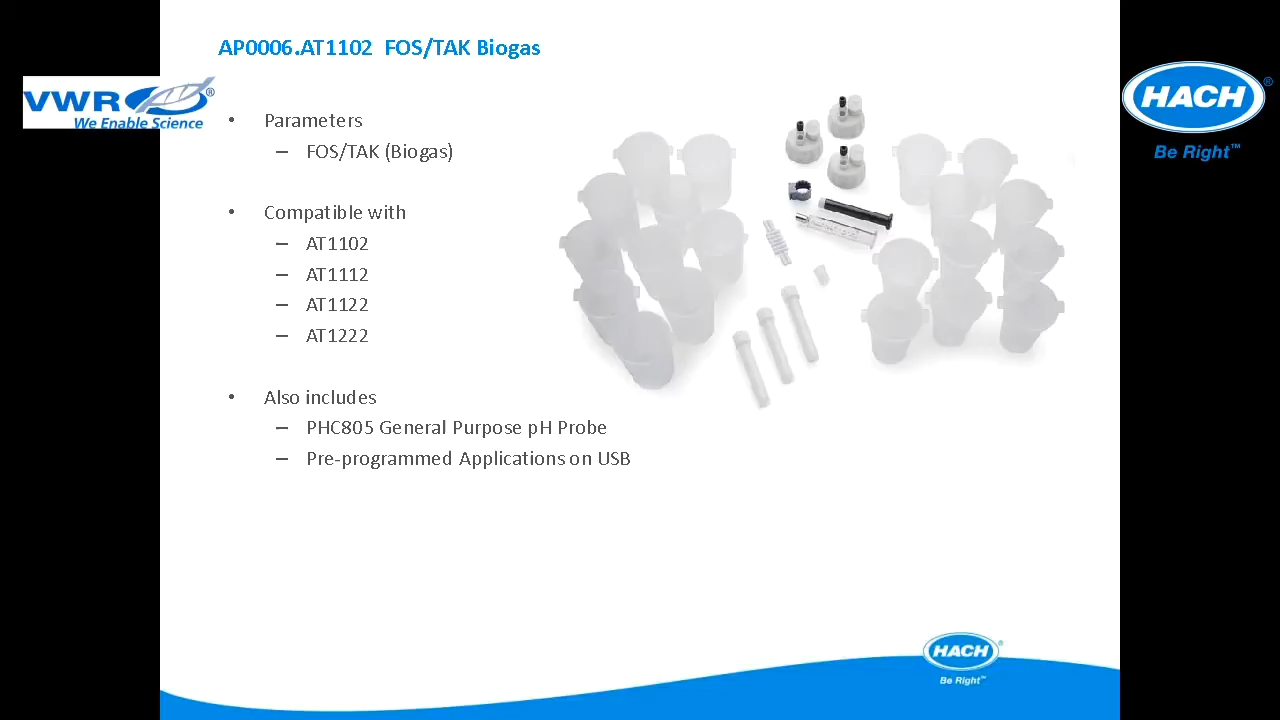 AP0006.AT1102 FOS/TAK Biogas
VWR®
We Enable Science
HACH®
Be Right™
• Parameters
– FOS/TAK (Biogas)
• Compatible with
– AT1102
– AT1112
– AT1122
– AT1222
• Also includes
– PHC805 General Purpose pH Probe
– Pre-programmed Applications on USB
HACH®
Be Right™